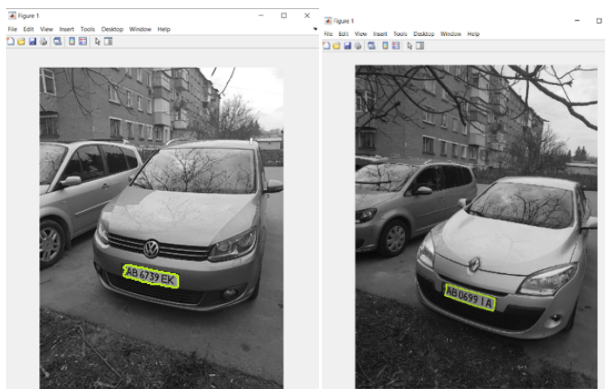 Figure 1
File Edit View Insert Tools Desktop Window Help
AB 6739 EK
Figure 1
File Edit View Insert Tools Desktop Window Help
AB 0699 IA